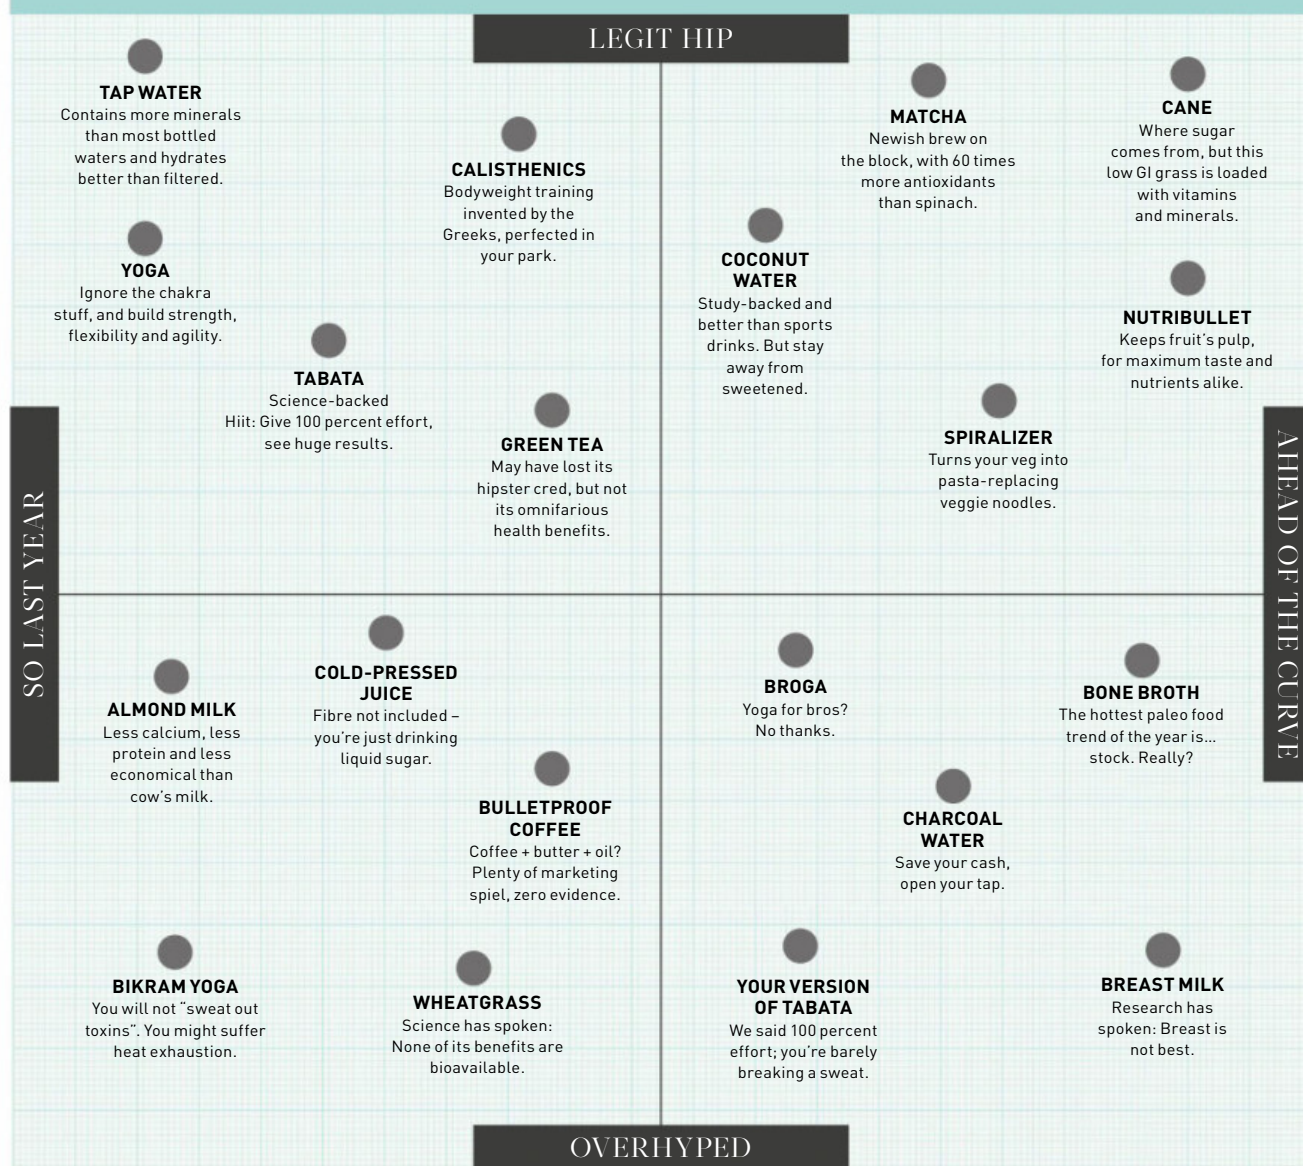 LEGIT HIP
TAP WATER
Contains more minerals
than most bottled
waters and hydrates
better than filtered.
CALISTHENICS
Bodyweight training
invented by the
Greeks, perfected in
your park.
MATCHA
Newish brew on
the block, with 60 times
more antioxidants
than spinach.
CANE
Where sugar
comes from, but this
low GI grass is loaded
with vitamins
and minerals.
YOGA
Ignore the chakra
stuff, and build strength,
flexibility and agility.
COCONUT
WATER
Study-backed and
better than sports
drinks. But stay
away from
sweetened.
NUTRIBULLET
Keeps fruit's pulp,
for maximum taste and
nutrients alike.
TABATA
Science-backed
Hiit: Give 100 percent effort,
see huge results.
GREEN TEA
May have lost its
hipster cred, but not
its omnifarious
health benefits.
SPIRALIZER
Turns your veg into
pasta-replacing
veggie noodles.
SO LAST YEAR
AHEAD OF THE CURVE
ALMOND MILK
Less calcium, less
protein and less
economical than
cow's milk.
COLD-PRESSED
JUICE
Fibre not included –
you're just drinking
liquid sugar.
BULLETPROOF
COFFEE
Coffee + butter + oil?
Plenty of marketing
spiel, zero evidence.
BROGA
Yoga for bros?
No thanks.
BONE BROTH
The hottest paleo food
trend of the year is...
stock. Really?
CHARCOAL
WATER
Save your cash,
open your tap.
BIKRAM YOGA
You will not “sweat out
toxins”. You might suffer
heat exhaustion.
WHEATGRASS
Science has spoken:
None of its benefits are
bioavailable.
YOUR VERSION
OF TABATA
We said 100 percent
effort; you're barely
breaking a sweat.
BREAST MILK
Research has
spoken: Breast is
not best.
OVERHYPED